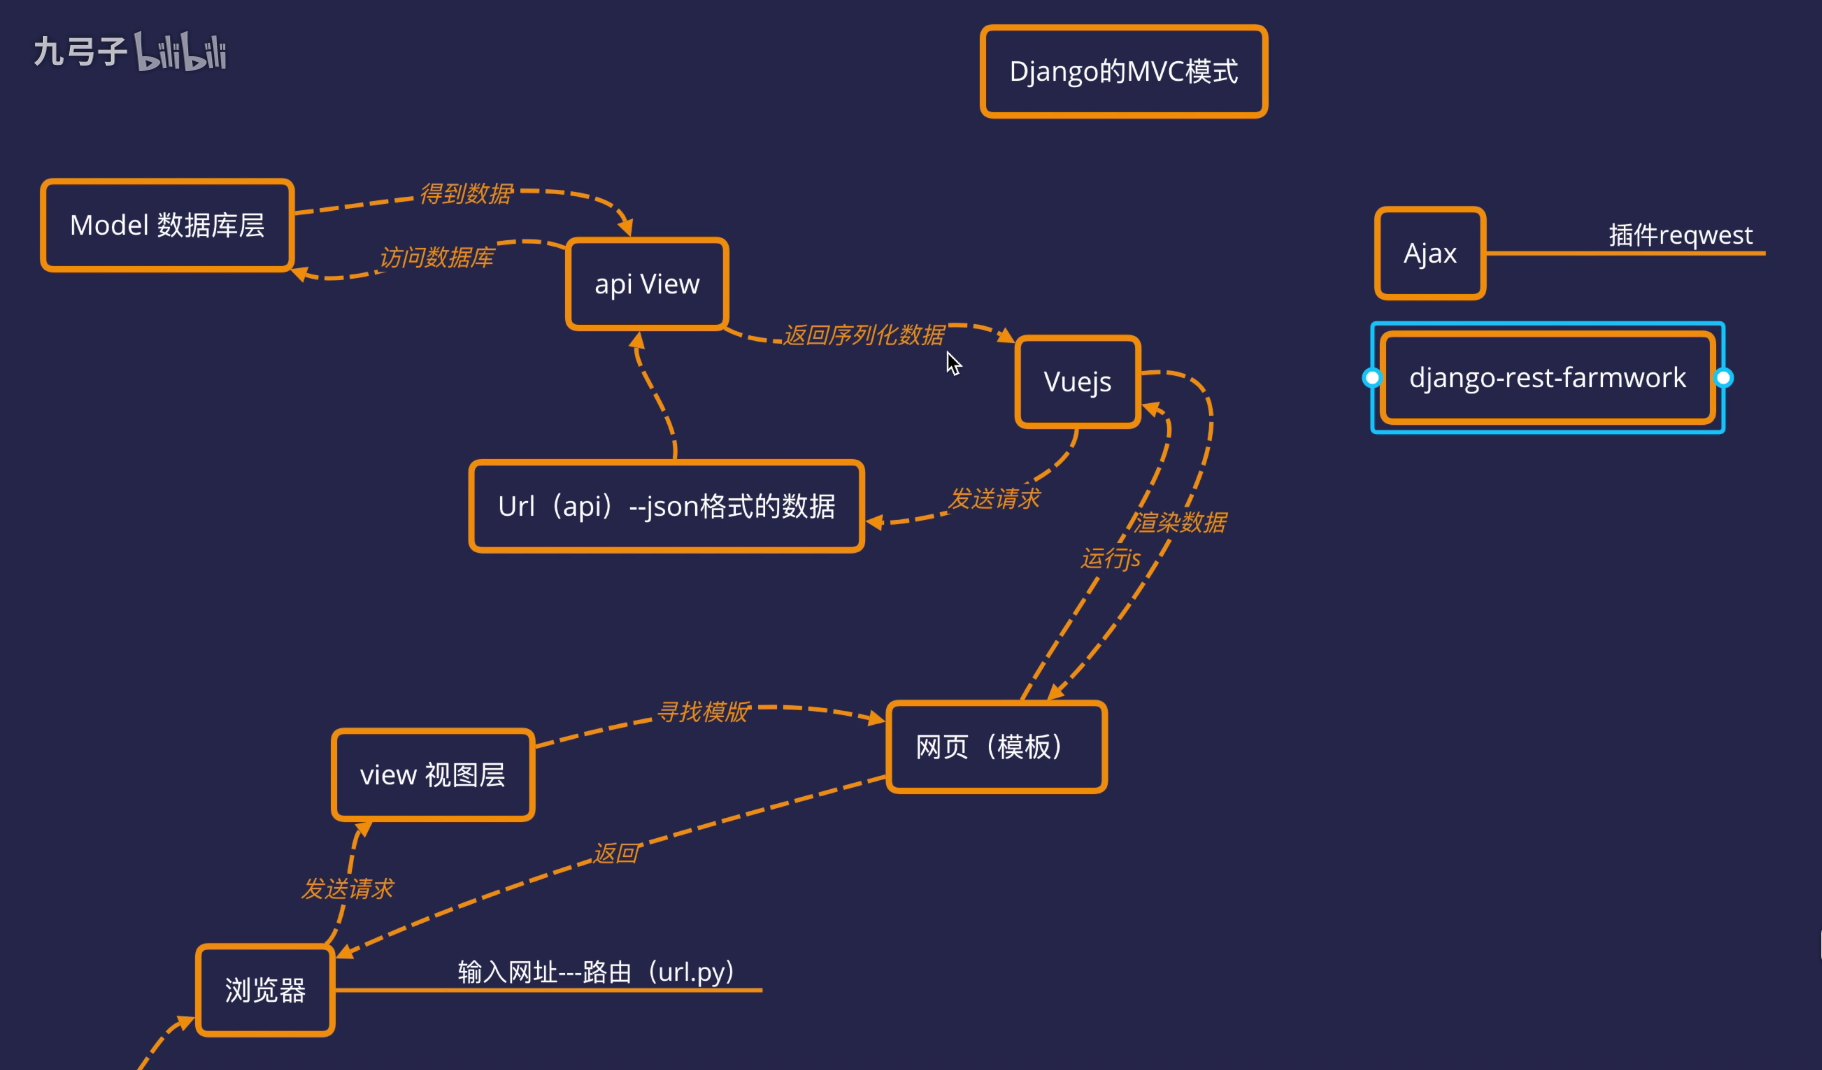 九弓子 bilibili
Django的MVC模式
Model 数据库层
得到数据
访问数据库
api View
返回序列化数据
Vuejs
Ajax
插件reqwest
django-rest-farmwork
Url（api）--json格式的数据
发送请求
渲染数据
运行js
寻找模版
网页（模板）
view 视图层
返回
发送请求
浏览器
输入网址---路由（url.py）